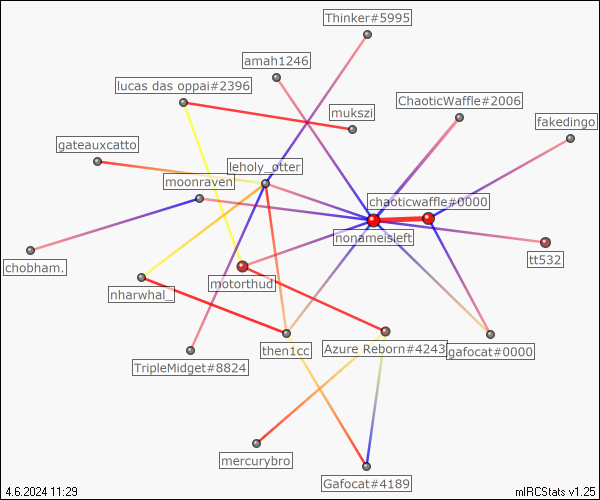 Thinker#5995
amah1246
lucas das oppai#2396
mukszi
ChaoticWaffle#2006
fakedingo
gateauxcatto
leholy_otter
moonraven
chaoticwaffle#0000
nonameisleft
tt532
chobham.
nharwhal_
motorthud
then1cc
Azure Reborn#4243
gafocat#0000
TripleMidget#8824
mercurybro
Gafocat#4189
4.6.2024 11:29
mIRCStats v1.25